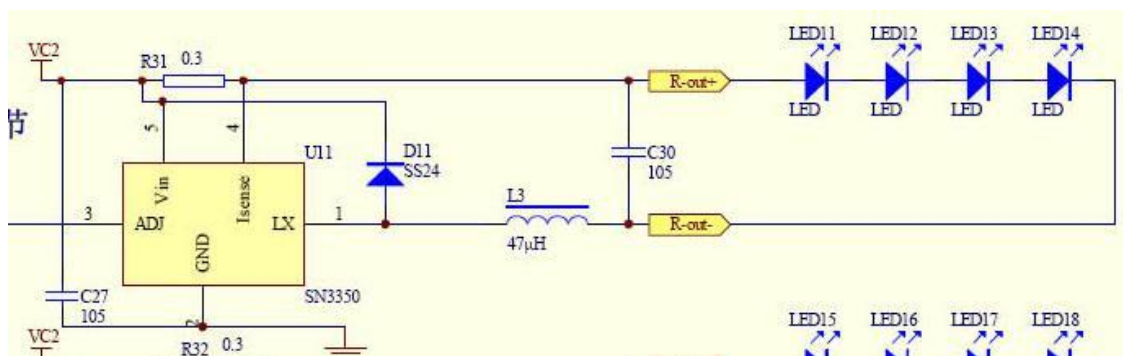 VC2
R31 0.3
R-out+
LED11 LED12 LED13 LED14
LED LED LED LED
节
5
4
U11
D11
SS24
C30
105
Vin
Isense
3
ADJ
LX
1
GND
L3
47μH
R-out-
C27
105
SN3350
2
VC2
R32 0.3
LED15 LED16 LED17 LED18